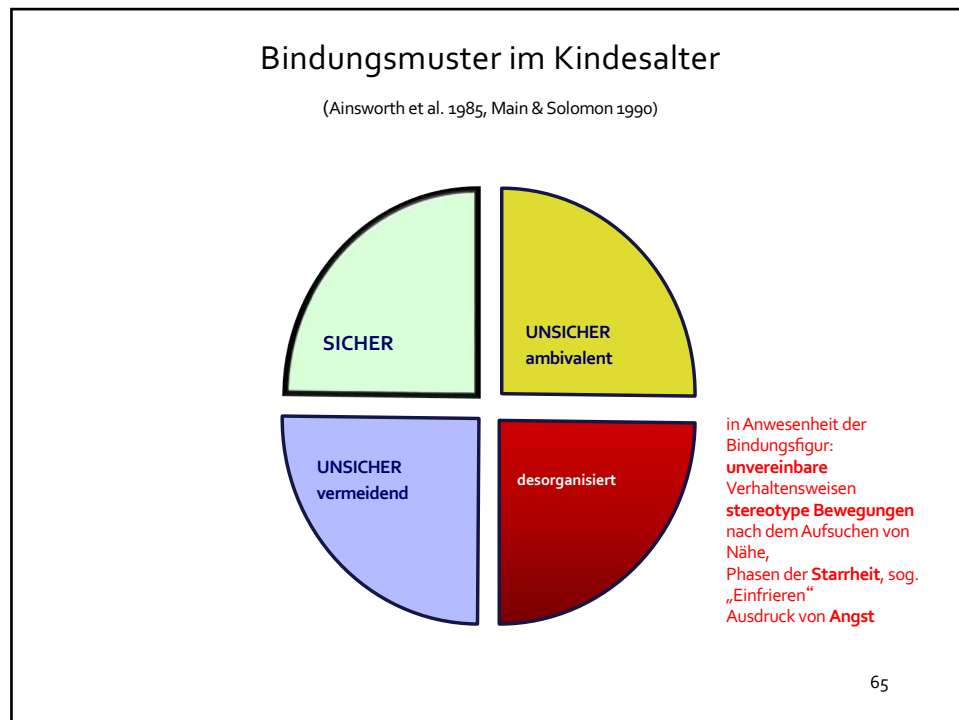 Bindungsmuster im Kindesalter
(Ainsworth et al. 1985, Main & Solomon 1990)
SICHER
UNSICHER
ambivalent
UNSICHER
vermeidend
desorganisiert
in Anwesenheit der
Bindungsfigur:
unvereinbare
Verhaltensweisen
stereotype Bewegungen
nach dem Aufsuchen von
Nähe,
Phasen der Starrheit, sog.
„Einfrieren“
Ausdruck von Angst
65